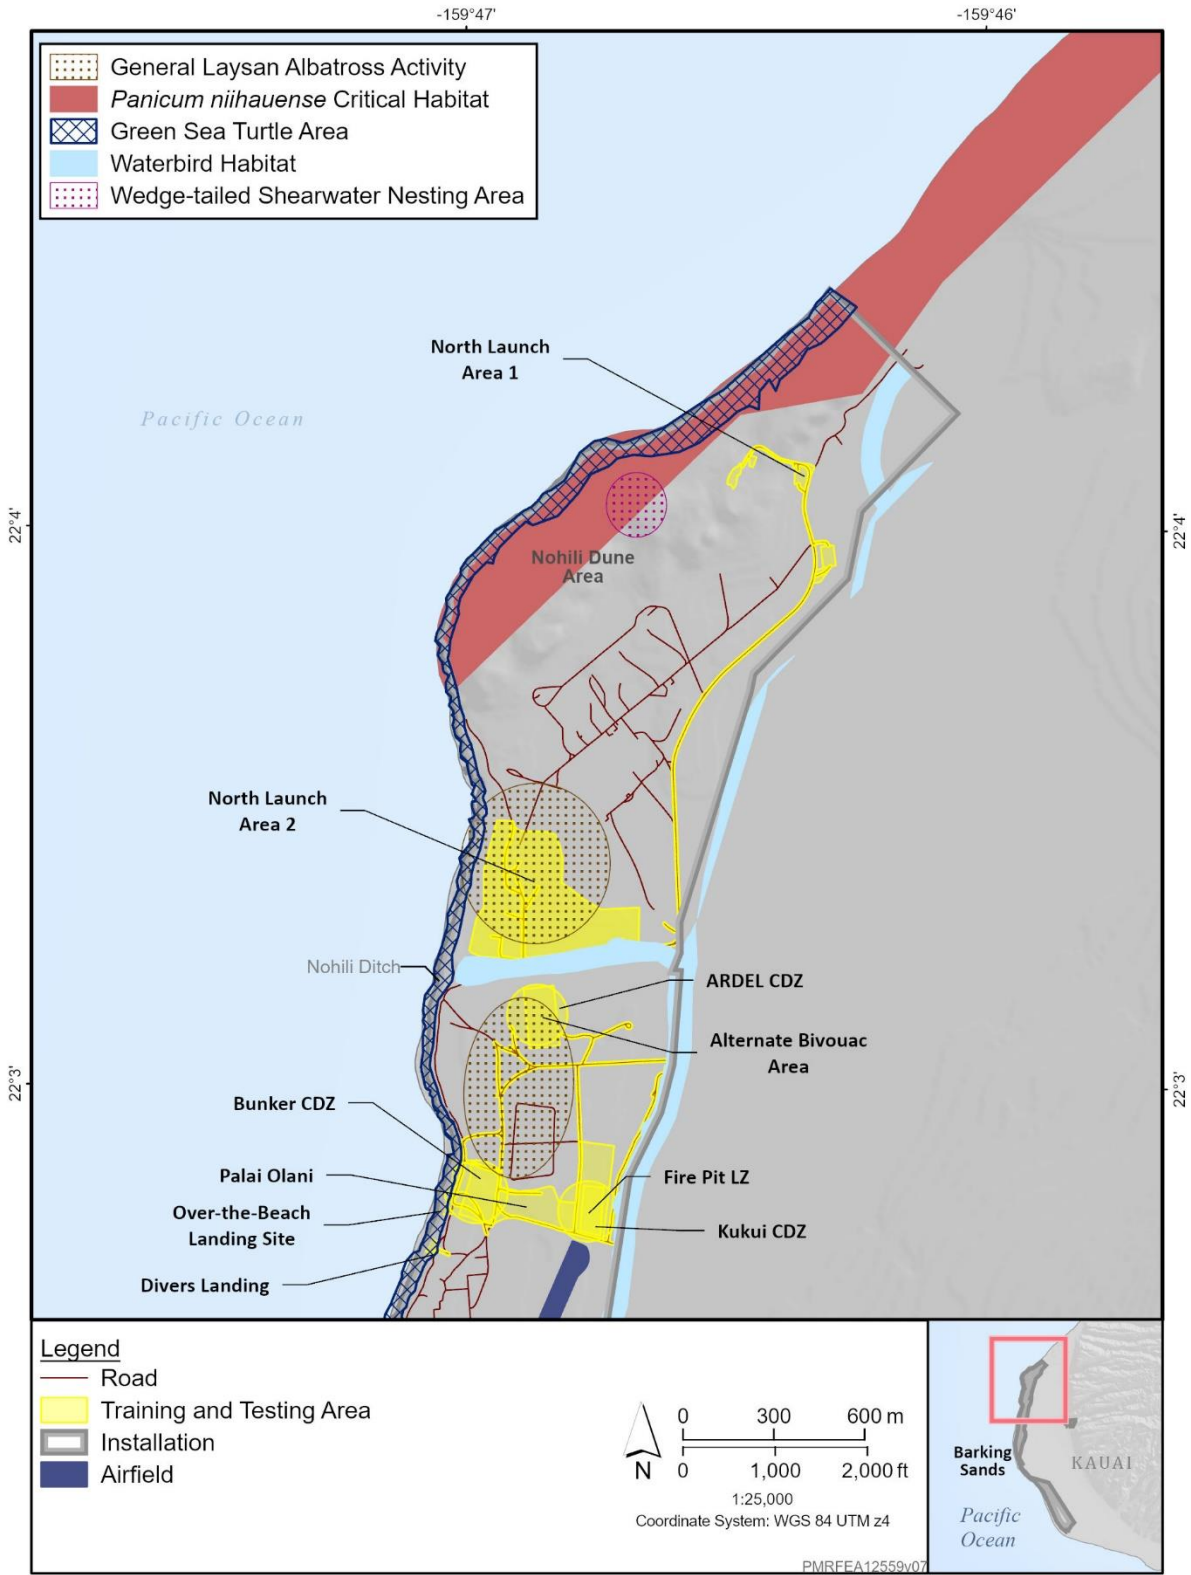 -159°47'
-159°46'
General Laysan Albatross Activity
Panicum niihauense Critical Habitat
Green Sea Turtle Area
Waterbird Habitat
Wedge-tailed Shearwater Nesting Area
North Launch
Area 1
Pacific Ocean
22°4'
22°4'
Nohili Dune
Area
North Launch
Area 2
Nohili Ditch
ARDEL CDZ
Alternate Bivouac
Area
22°3'
22°3'
Bunker CDZ
Palai Olani
Fire Pit LZ
Over-the-Beach
Landing Site
Kukui CDZ
Divers Landing
Legend
Road
Training and Testing Area
Installation
Airfield
N
0 300 600 m
0 1,000 2,000 ft
1:25,000
Coordinate System: WGS 84 UTM z4
PMRFEA12559v07
Barking
Sands
KAUAI
Pacific
Ocean